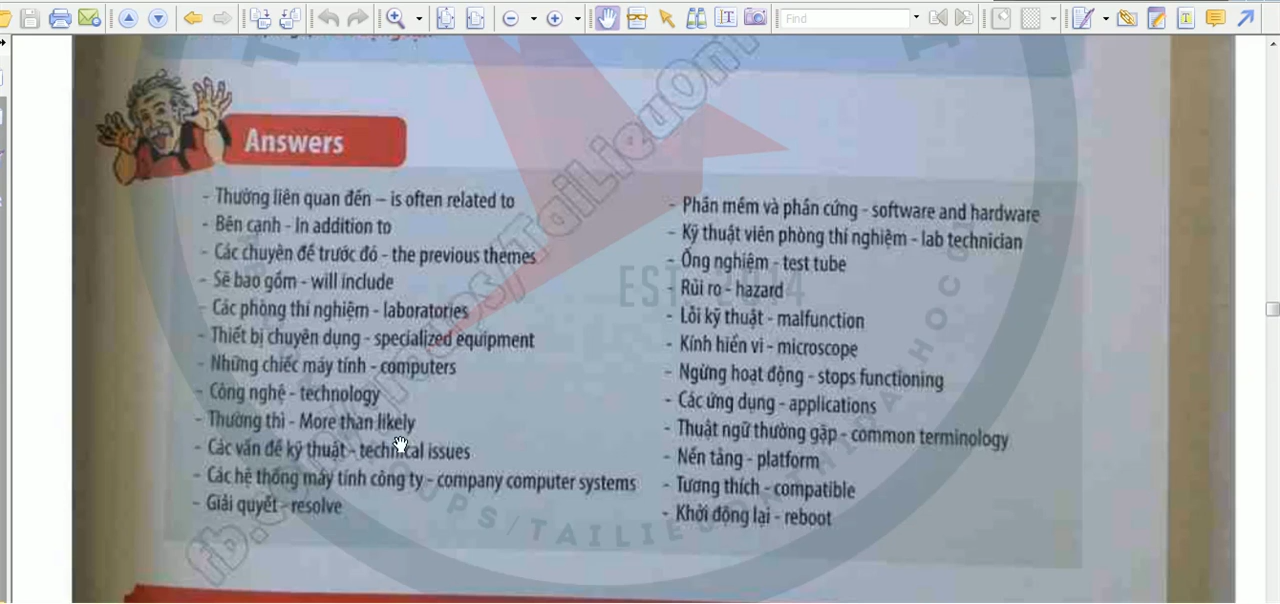 Find
Answers
- Thường liên quan đến – is often related to
- Bên cạnh - In addition to
- Các chuyên đề trước đó - the previous themes
- Sẽ bao gồm - will include
- Các phòng thí nghiệm - laboratories
- Thiết bị chuyên dụng - specialized equipment
- Những chiếc máy tính - computers
- Công nghệ - technology
- Thường thì - More than likely
- Các vấn đề kỹ thuật - technical issues
- Các hệ thống máy tính công ty - company computer systems
- Giải quyết - resolve
- Phần mềm và phần cứng - software and hardware
- Kỹ thuật viên phòng thí nghiệm - lab technician
- Ống nghiệm - test tube
- Rủi ro - hazard
- Lỗi kỹ thuật - malfunction
- Kính hiển vi - microscope
- Ngừng hoạt động - stops functioning
- Các ứng dụng - applications
- Thuật ngữ thường gặp - common terminology
- Nền tảng - platform
- Tương thích - compatible
- Khởi động lại - reboot
EST. 2014